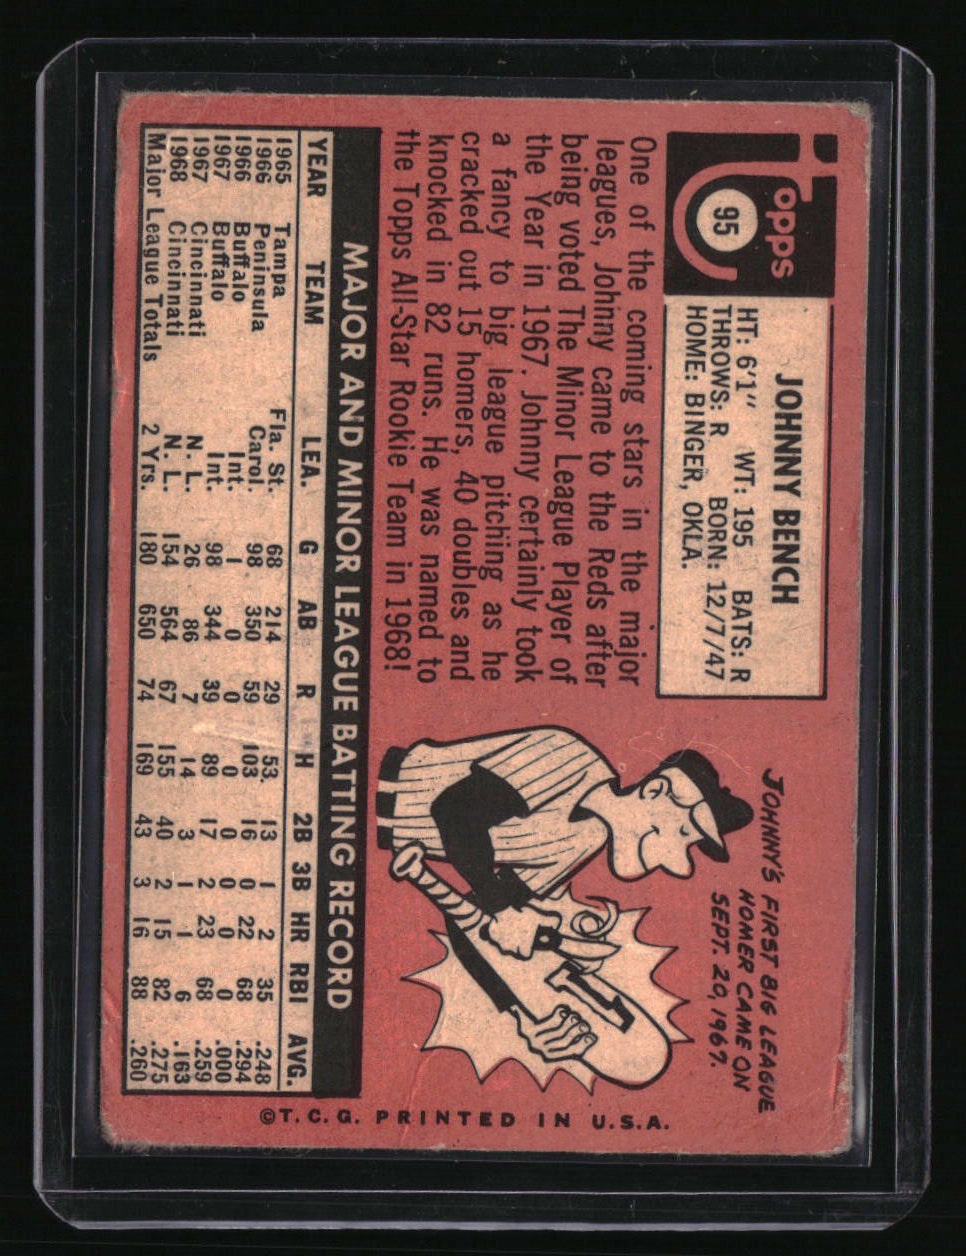 Topps
95
JOHNNY BENCH
HT: 6'1" WT: 195 BATS: R
THROWS: R BORN: 12/7/47
HOME: BINGER, OKLA.
One of the coming stars in the major
leagues, Johnny came to the Reds after
being voted The Minor League Player of
the Year in 1967. Johnny certainly took
a fancy to big league pitching as he
cracked out 15 homers, 40 doubles and
knocked in 82 runs. He was named to
the Topps All-Star Rookie Team in 1968!
JOHNNY'S FIRST BIG LEAGUE
HOMER CAME ON
SEPT. 20, 1967.
MAJOR AND MINOR LEAGUE BATTING RECORD
YEAR TEAM LEA. G AB R H 2B 3B HR RBI AVG.
1965 Tampa Fla. St. 68 214 29 53 13 1 2 35 .248
1966 Peninsula Carol. 98 350 59 103 16 0 22 68 .294
1966 Buffalo Int. 1 0 0 0 0 0 0 0 .000
1967 Buffalo Int. 98 344 39 89 17 2 23 68 .259
1967 Cincinnati N. L. 26 86 7 14 3 1 1 6 .163
1968 Cincinnati N. L. 154 564 67 155 40 2 15 82 .275
Major League Totals 2 Yrs. 180 650 74 169 43 3 16 88 .260
©T.C.G. PRINTED IN U.S.A.